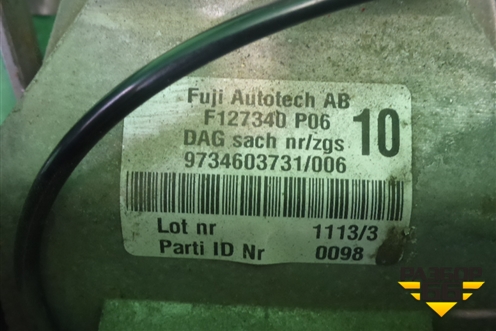 Fuji Autotech AB
F127340 P06
10
DAG sach nr/zgs
9734603731/006
Lot nr 1113/3
Parti ID Nr 0098